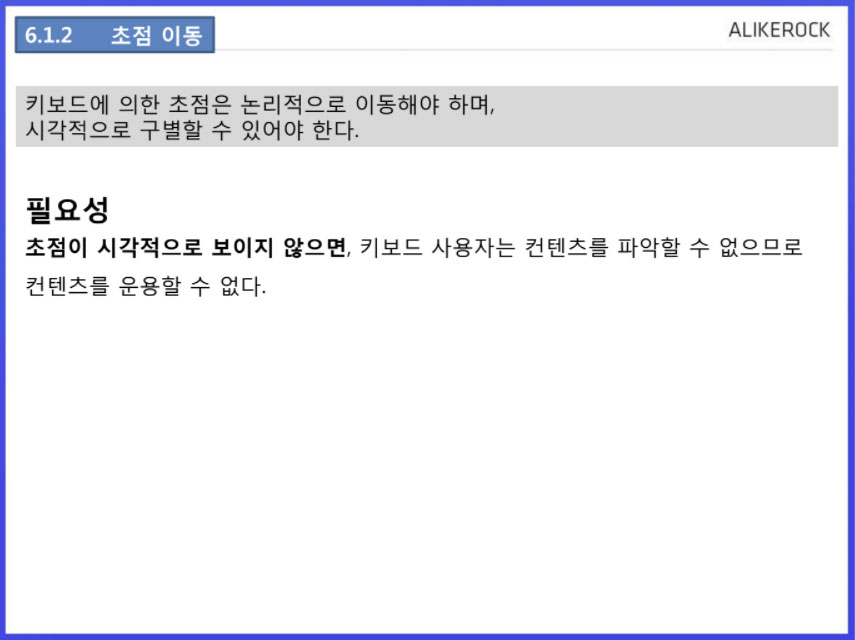 6.1.2 초점 이동
ALIKEROCK
키보드에 의한 초점은 논리적으로 이동해야 하며,
시각적으로 구별할 수 있어야 한다.
필요성
초점이 시각적으로 보이지 않으면, 키보드 사용자는 컨텐츠를 파악할 수 없으므로
컨텐츠를 운용할 수 없다.